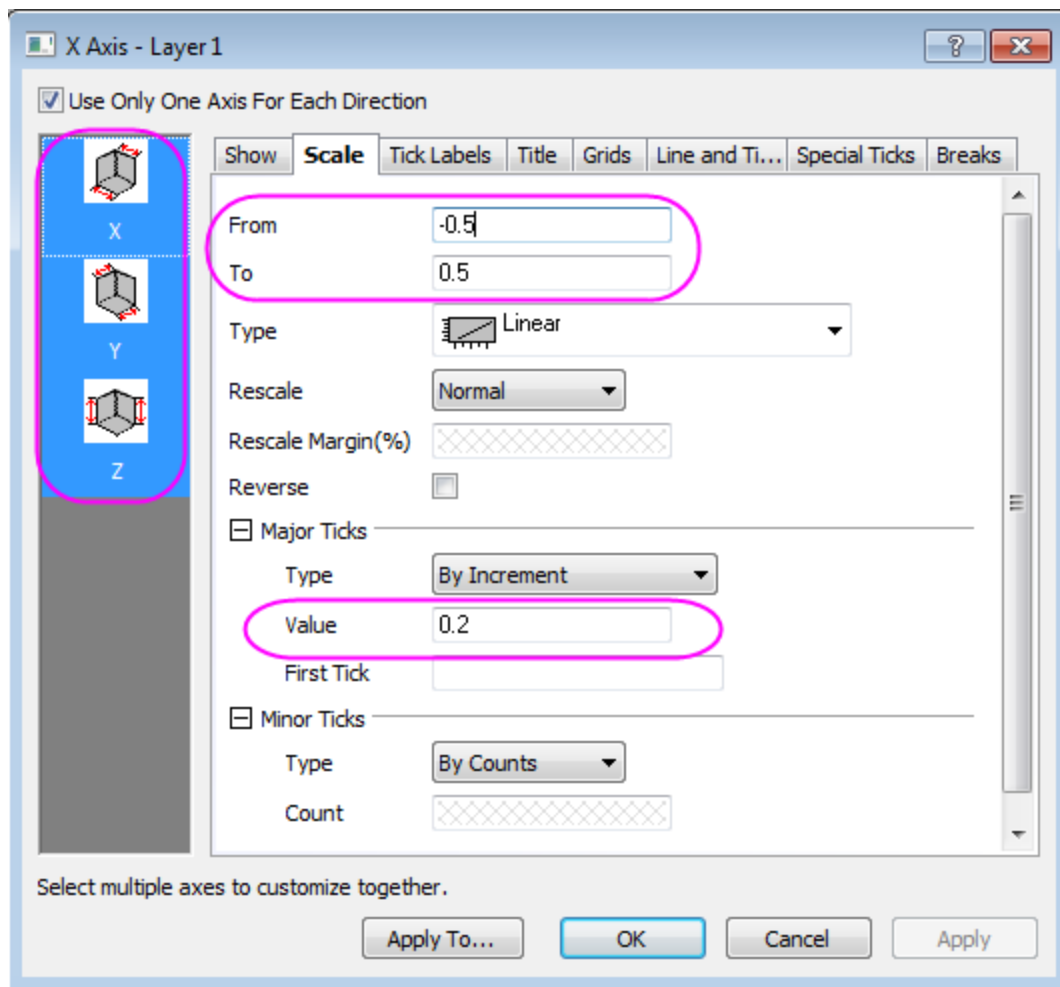 X Axis - Layer 1
Use Only One Axis For Each Direction
X
Y
Z
Show Scale Tick Labels Title Grids Line and Ti... Special Ticks Breaks
From -0.5
To 0.5
Type Linear
Rescale Normal
Rescale Margin(%)
Reverse
Major Ticks
Type By Increment
Value 0.2
First Tick
Minor Ticks
Type By Counts
Count
Select multiple axes to customize together.
Apply To... OK Cancel Apply